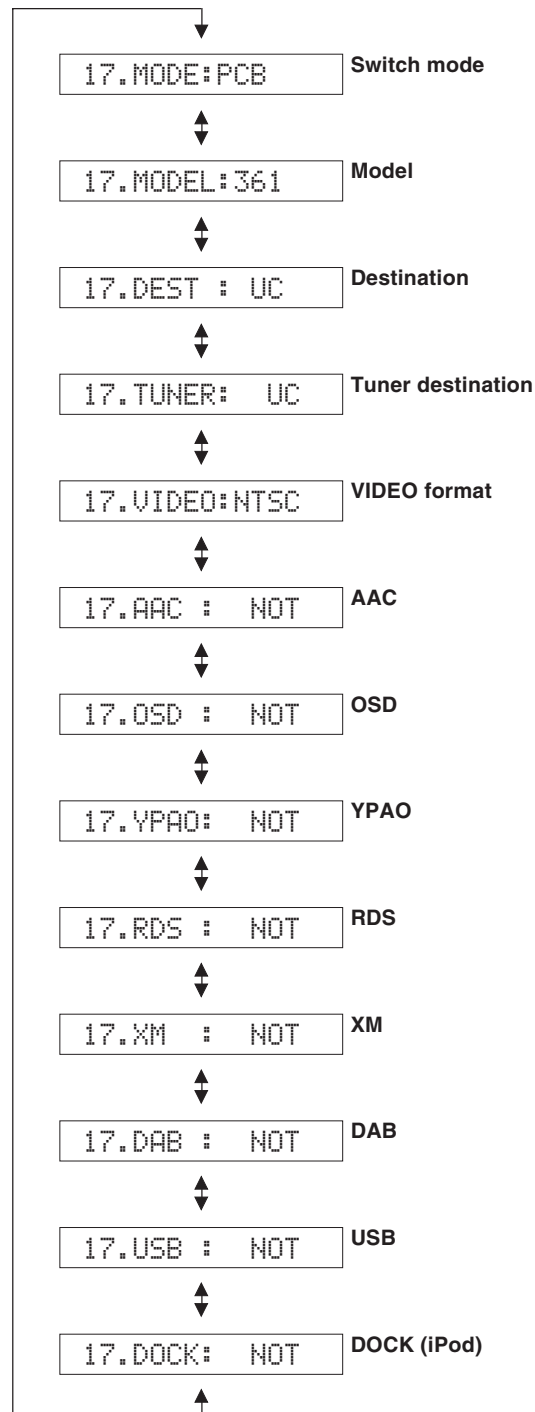 17.MODE:PCB Switch mode
17.MODEL:361 Model
17.DEST : UC Destination
17.TUNER: UC Tuner destination
17.VIDEO:NTSC VIDEO format
17.AAC : NOT AAC
17.OSD : NOT OSD
17.YPAO: NOT YPAO
17.RDS : NOT RDS
17.XM : NOT XM
17.DAB : NOT DAB
17.USB : NOT USB
17.DOCK: NOT DOCK (iPod)